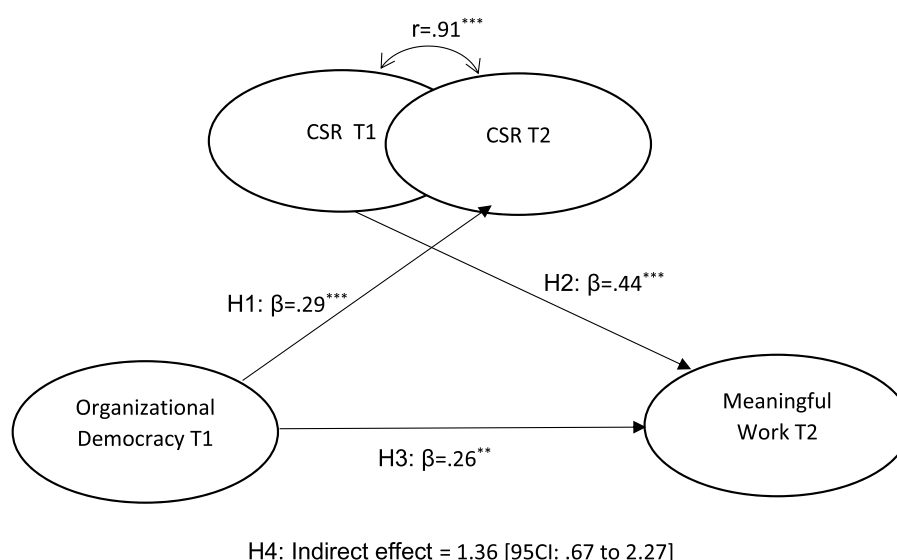 r=.91***
CSR T1
CSR T2
H2: β=.44***
H1: β=.29***
Organizational
Democracy T1
Meaningful
Work T2
H3: β=.26**
H4: Indirect effect = 1.36 [95CI: .67 to 2.27]